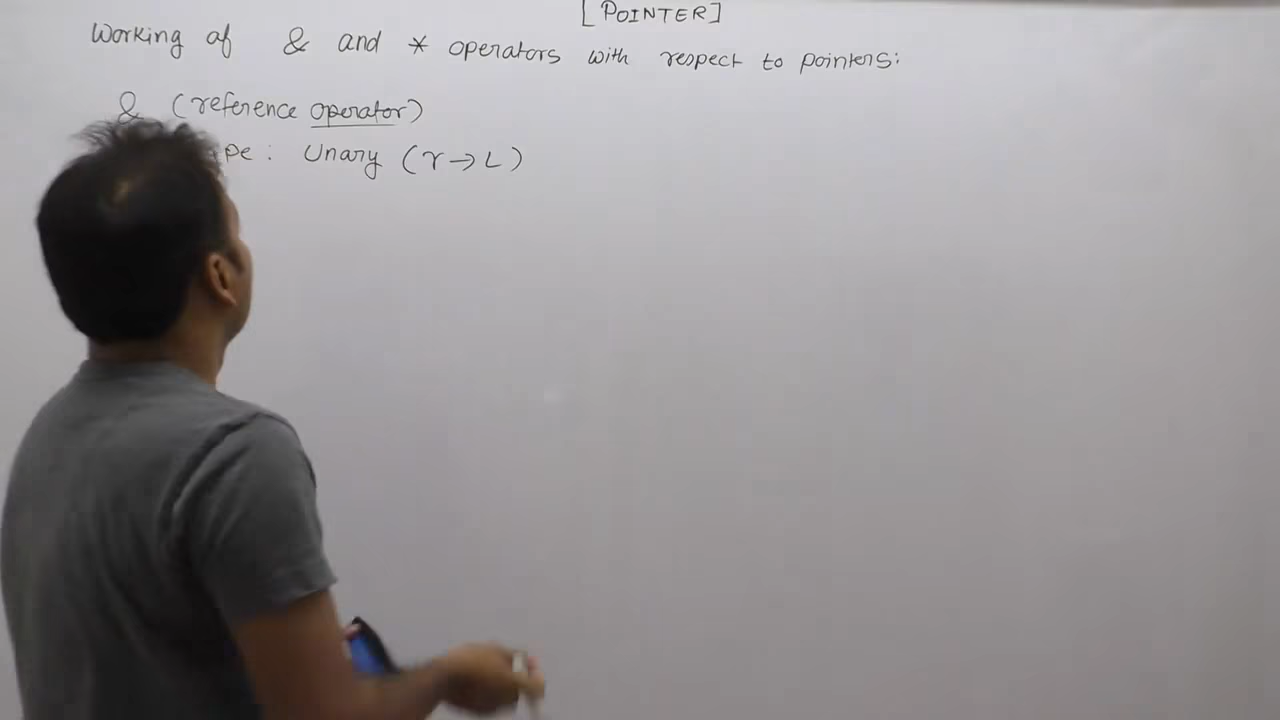 [POINTER]
Working of & and * operators with respect to pointers:
& (reference operator)
pe: Unary (r→L)